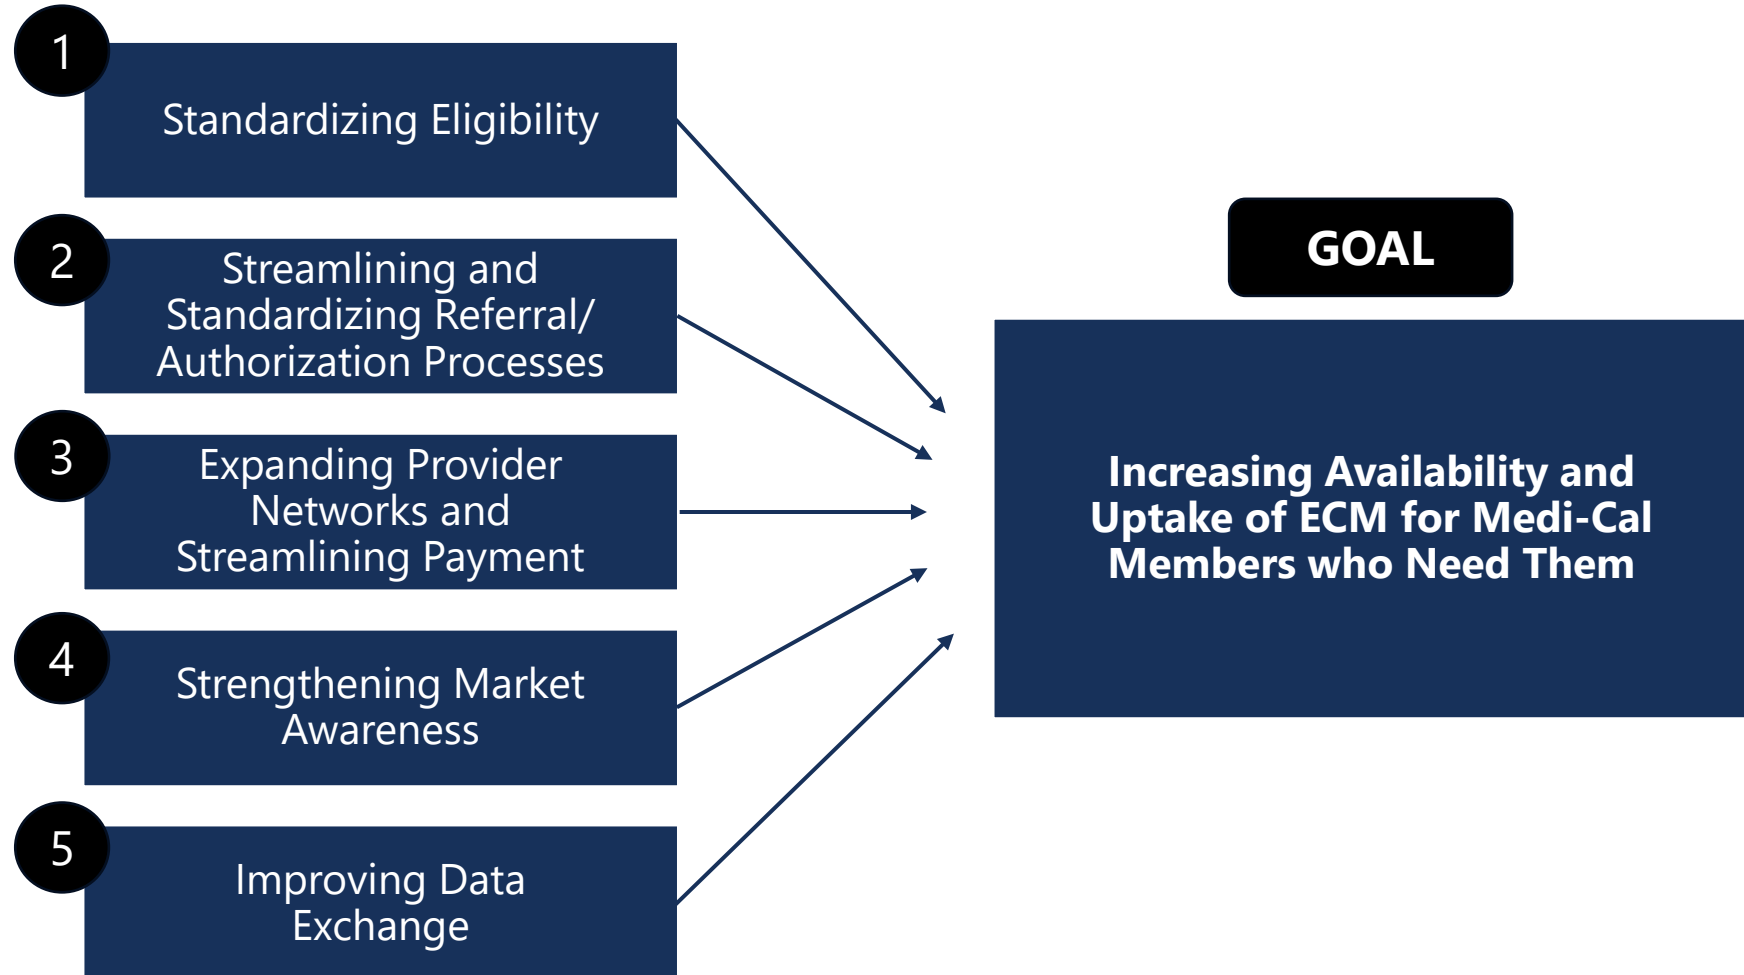 1
Standardizing Eligibility
2
Streamlining and
Standardizing Referral/
Authorization Processes
3
Expanding Provider
Networks and
Streamlining Payment
4
Strengthening Market
Awareness
5
Improving Data
Exchange
GOAL
Increasing Availability and
Uptake of ECM for Medi-Cal
Members who Need Them